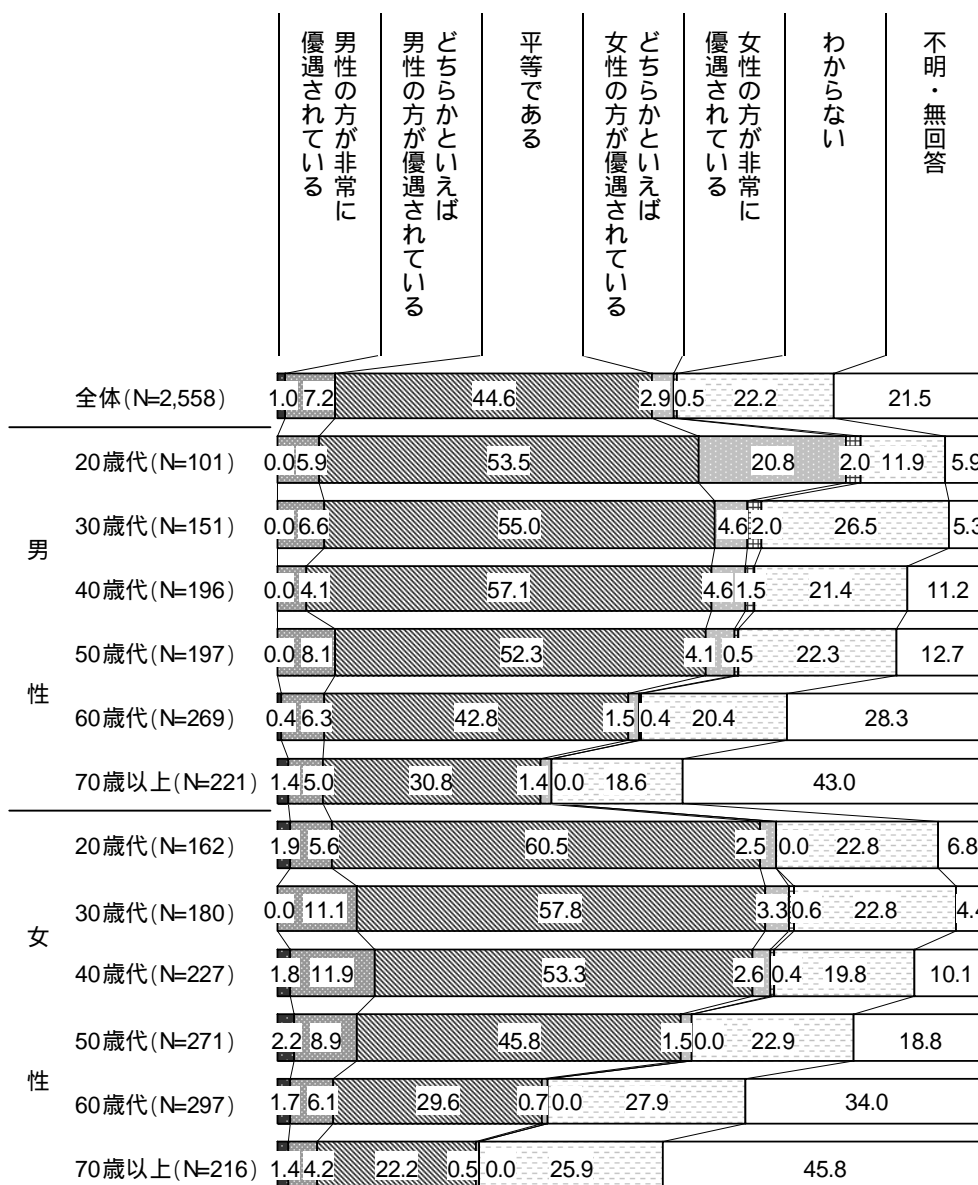 男性の方が非常に
優遇されている
どちらかといえば
男性の方が優遇されている
平等である
どちらかといえば
女性の方が優遇されている
女性の方が非常に
優遇されている
わからない
不明・無回答
全体(N=2,558) 1.0 7.2 44.6 2.9 0.5 22.2 21.5
男性
20歳代(N=101) 0.0 5.9 53.5 20.8 2.0 11.9 5.9
30歳代(N=151) 0.0 6.6 55.0 4.6 2.0 26.5 5.3
40歳代(N=196) 0.0 4.1 57.1 4.6 1.5 21.4 11.2
50歳代(N=197) 0.0 8.1 52.3 4.1 0.5 22.3 12.7
60歳代(N=269) 0.4 6.3 42.8 1.5 0.4 20.4 28.3
70歳以上(N=221) 1.4 5.0 30.8 1.4 0.0 18.6 43.0
女性
20歳代(N=162) 1.9 5.6 60.5 2.5 0.0 22.8 6.8
30歳代(N=180) 0.0 11.1 57.8 3.3 0.6 22.8 4.4
40歳代(N=227) 1.8 11.9 53.3 2.6 0.4 19.8 10.1
50歳代(N=271) 2.2 8.9 45.8 1.5 0.0 22.9 18.8
60歳代(N=297) 1.7 6.1 29.6 0.7 0.0 27.9 34.0
70歳以上(N=216) 1.4 4.2 22.2 0.5 0.0 25.9 45.8